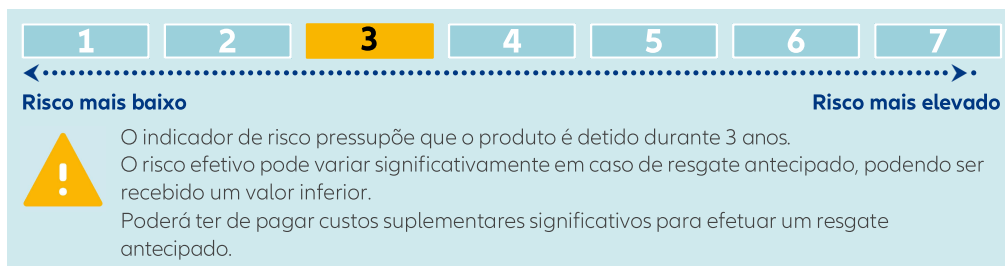 1 2 3 4 5 6 7
Risco mais baixo Risco mais elevado
O indicador de risco pressupõe que o produto é detido durante 3 anos.
O risco efetivo pode variar significativamente em caso de resgate antecipado, podendo ser
recebido um valor inferior.
Poderá ter de pagar custos suplementares significativos para efetuar um resgate
antecipado.